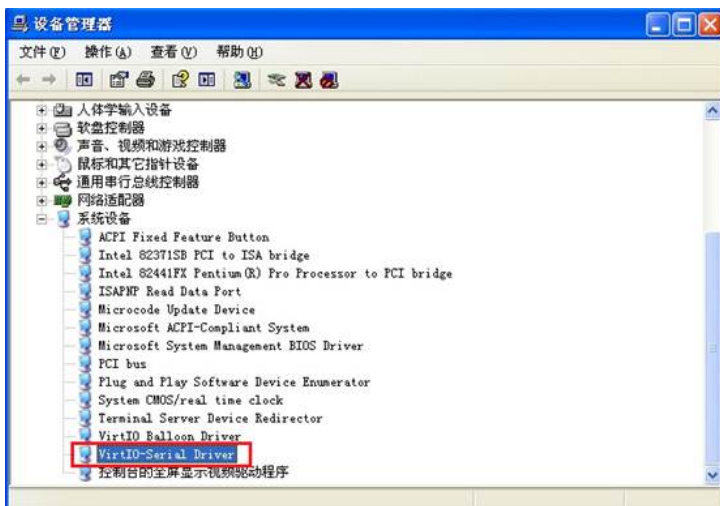 设备管理器
文件(F) 操作(A) 查看(V) 帮助(H)
人体学输入设备
软盘控制器
声音、视频和游戏控制器
鼠标和其它指针设备
通用串行总线控制器
网络适配器
系统设备
ACPI Fixed Feature Button
Intel 82371SB PCI to ISA bridge
Intel 82441FX Pentium(R) Pro Processor to PCI bridge
ISAPNP Read Data Port
Microcode Update Device
Microsoft ACPI-Compliant System
Microsoft System Management BIOS Driver
PCI bus
Plug and Play Software Device Enumerator
System CMOS/real time clock
Terminal Server Device Redirector
VirtIO Balloon Driver
VirtIO-Serial Driver
控制台的全屏显示视频驱动程序